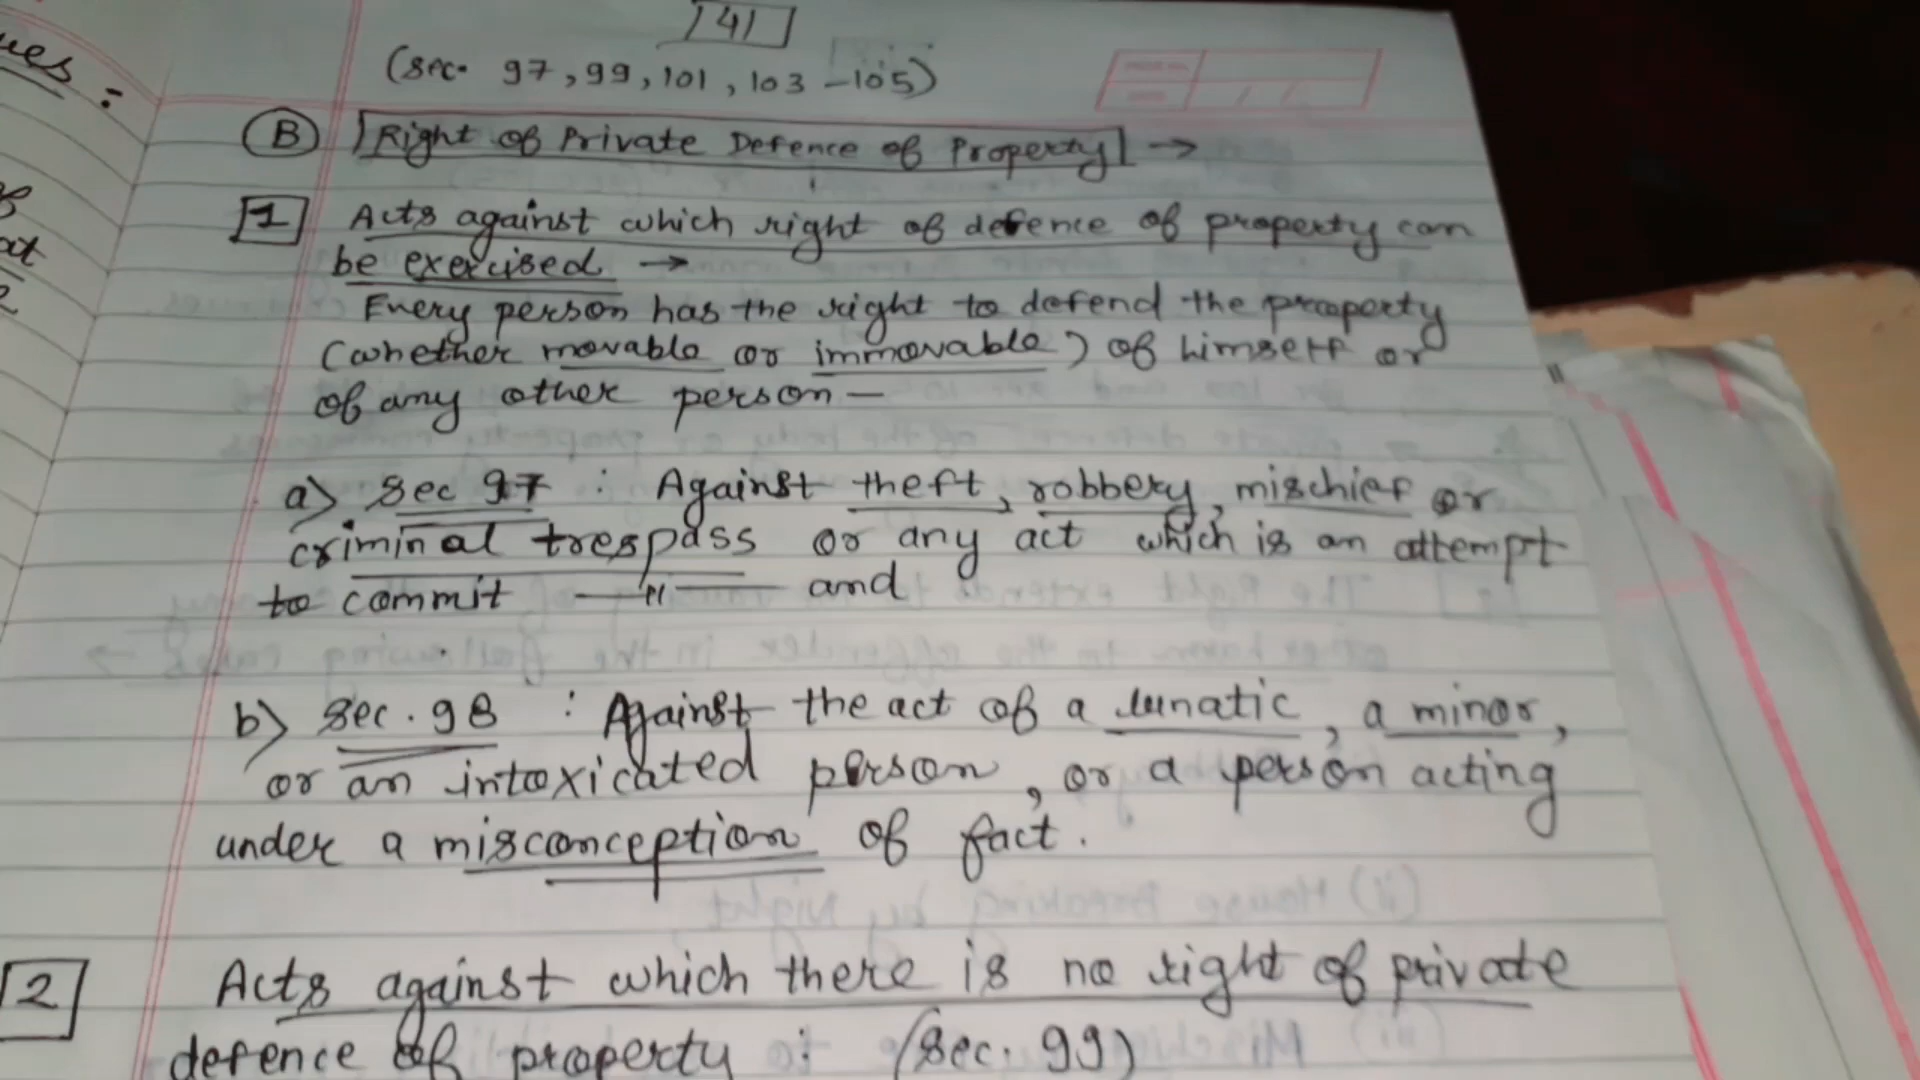 141
(sec. 97, 99, 101, 103 – 105)
B Right of Private Defence of Property →
1 Acts against which right of defence of property can
be exercised →
Every person has the right to defend the property
(whether movable or immovable) of himself or
of any other person –
a) sec 97 : Against theft, robbery, mischief or
criminal trespass or any act which is an attempt
to commit —"— and
b) sec. 98 : Against the act of a lunatic, a minor,
or an intoxicated person, or a person acting
under a misconception of fact.
2 Acts against which there is no right of private
defence of property : (sec. 99)